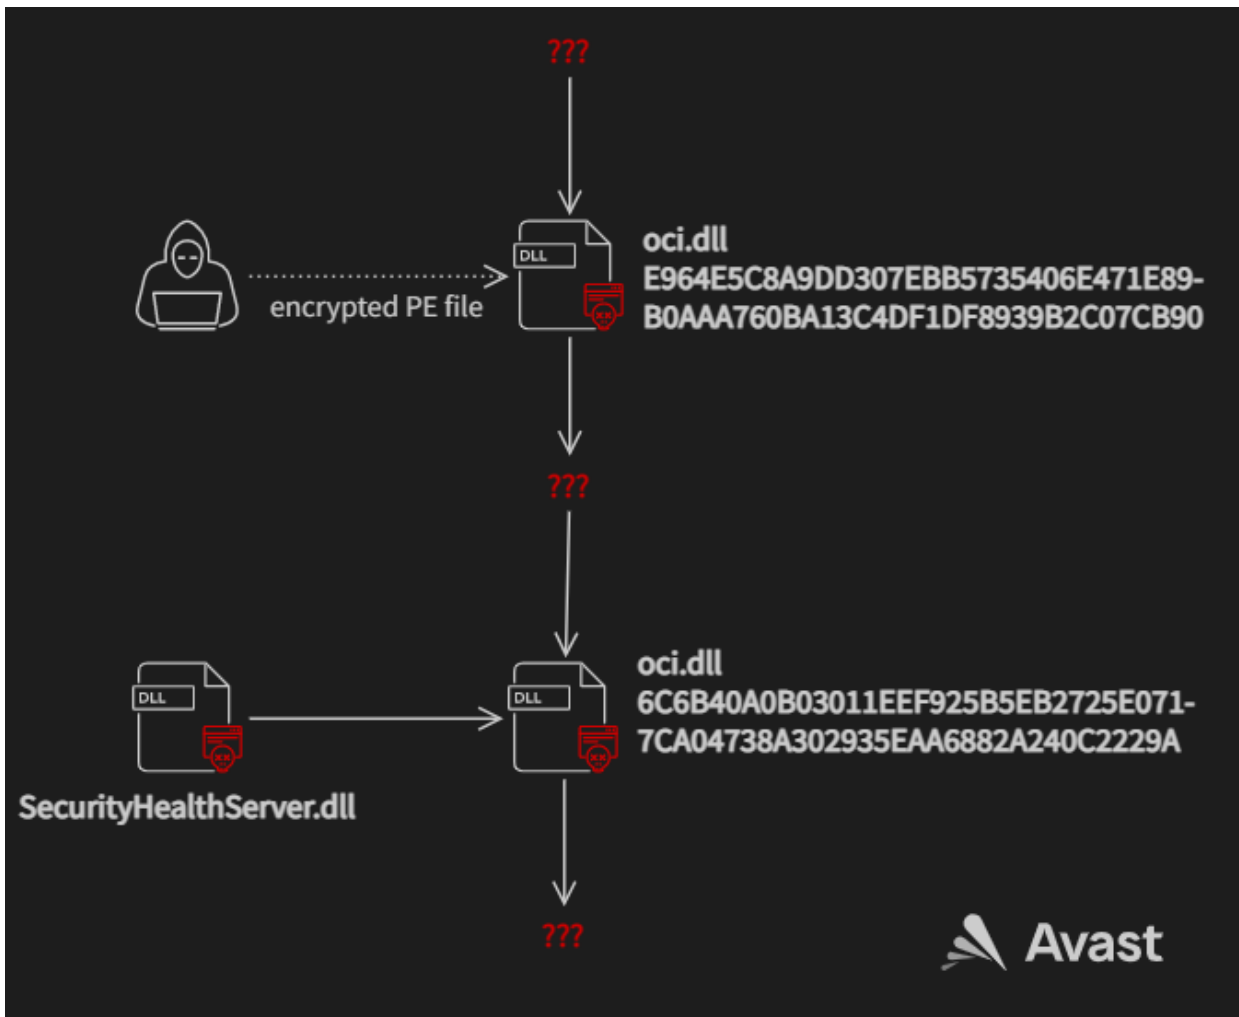 ???
DLL
oci.dll
E964E5C8A9DD307EBB5735406E471E89-
B0AAA760BA13C4DF1DF8939B2C07CB90
encrypted PE file
???
DLL
DLL
oci.dll
6C6B40A0B03011EEF925B5EB2725E071-
7CA04738A302935EAA6882A240C2229A
SecurityHealthServer.dll
???
Avast